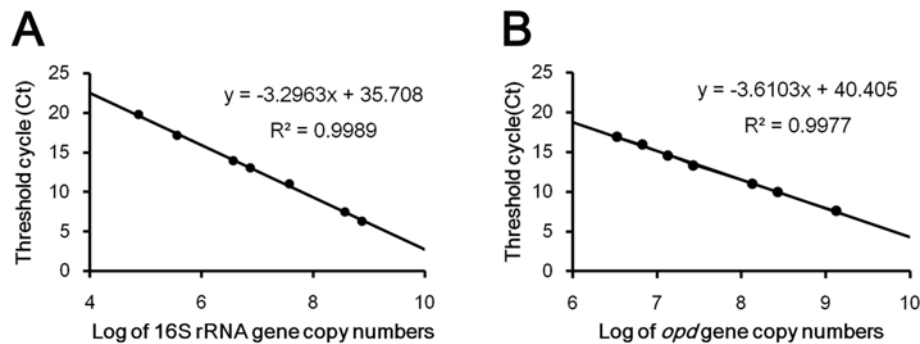 A
Threshold cycle(Ct)
25
20
15
10
5
0
y = -3.2963x + 35.708
R² = 0.9989
4
6
8
10
Log of 16S rRNA gene copy numbers
B
Threshold cycle(Ct)
25
20
15
10
5
0
y = -3.6103x + 40.405
R² = 0.9977
6
7
8
9
10
Log of opd gene copy numbers